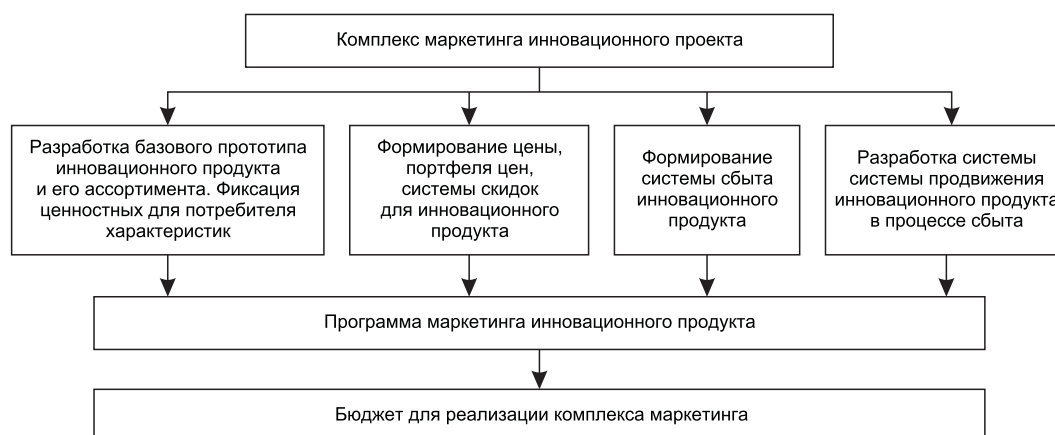 Комплекс маркетинга инновационного проекта
Разработка базового прототипа
инновационного продукта
и его ассортимента. Фиксация
ценностных для потребителя
характеристик
Формирование цены,
портфеля цен,
системы скидок
для инновационного
продукта
Формирование
системы сбыта
инновационного
продукта
Разработка системы
системы продвижения
инновационного продукта
в процессе сбыта
Программа маркетинга инновационного продукта
Бюджет для реализации комплекса маркетинга